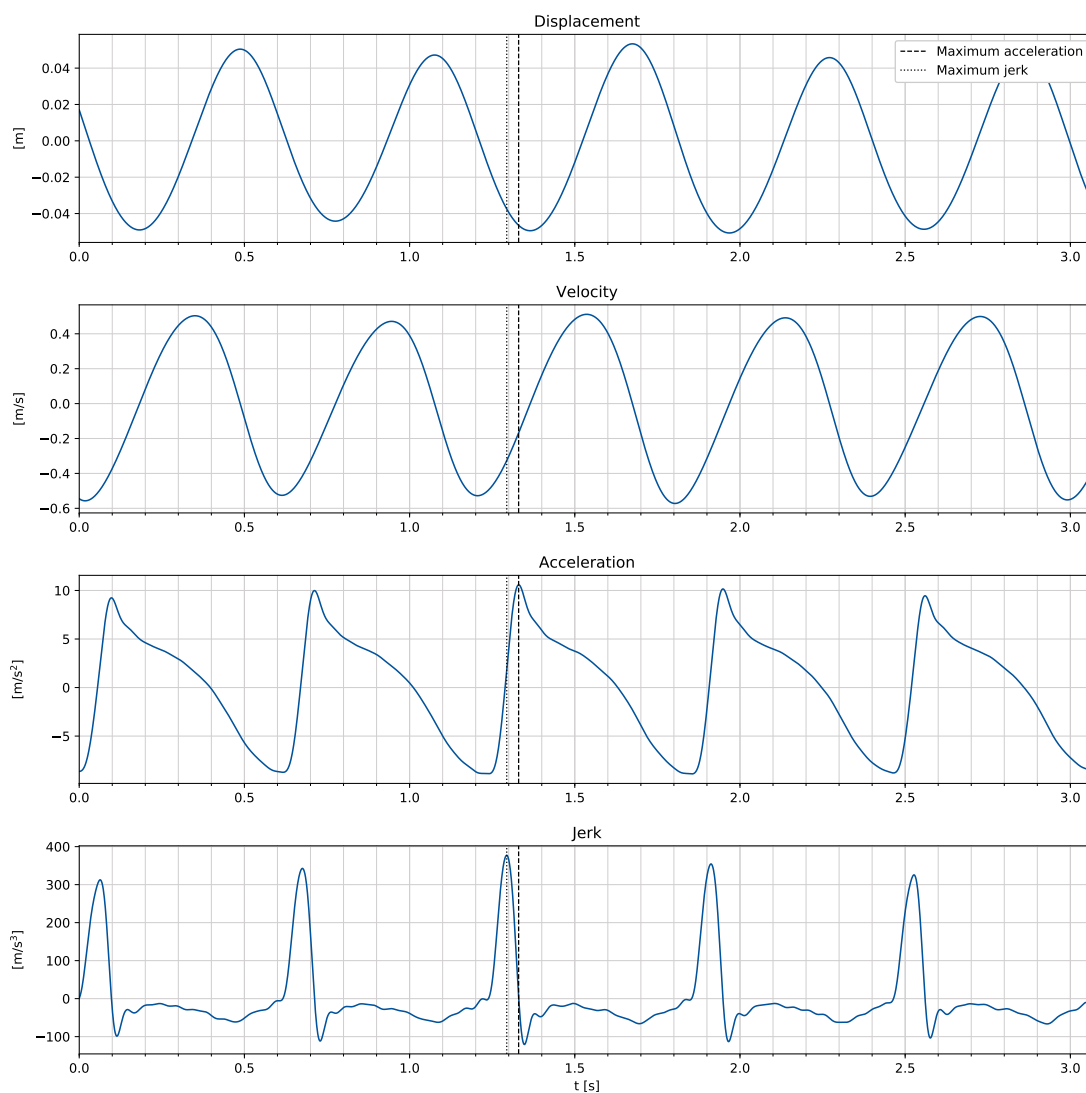 Displacement
Maximum acceleration
Maximum jerk
0.04
0.02
0.00
−0.02
−0.04
[m]
0.0 0.5 1.0 1.5 2.0 2.5 3.0
Velocity
0.4
0.2
0.0
−0.2
−0.4
−0.6
[m/s]
0.0 0.5 1.0 1.5 2.0 2.5 3.0
Acceleration
10
5
0
−5
[m/s²]
0.0 0.5 1.0 1.5 2.0 2.5 3.0
Jerk
400
300
200
100
0
−100
[m/s³]
0.0 0.5 1.0 1.5 2.0 2.5 3.0
t [s]